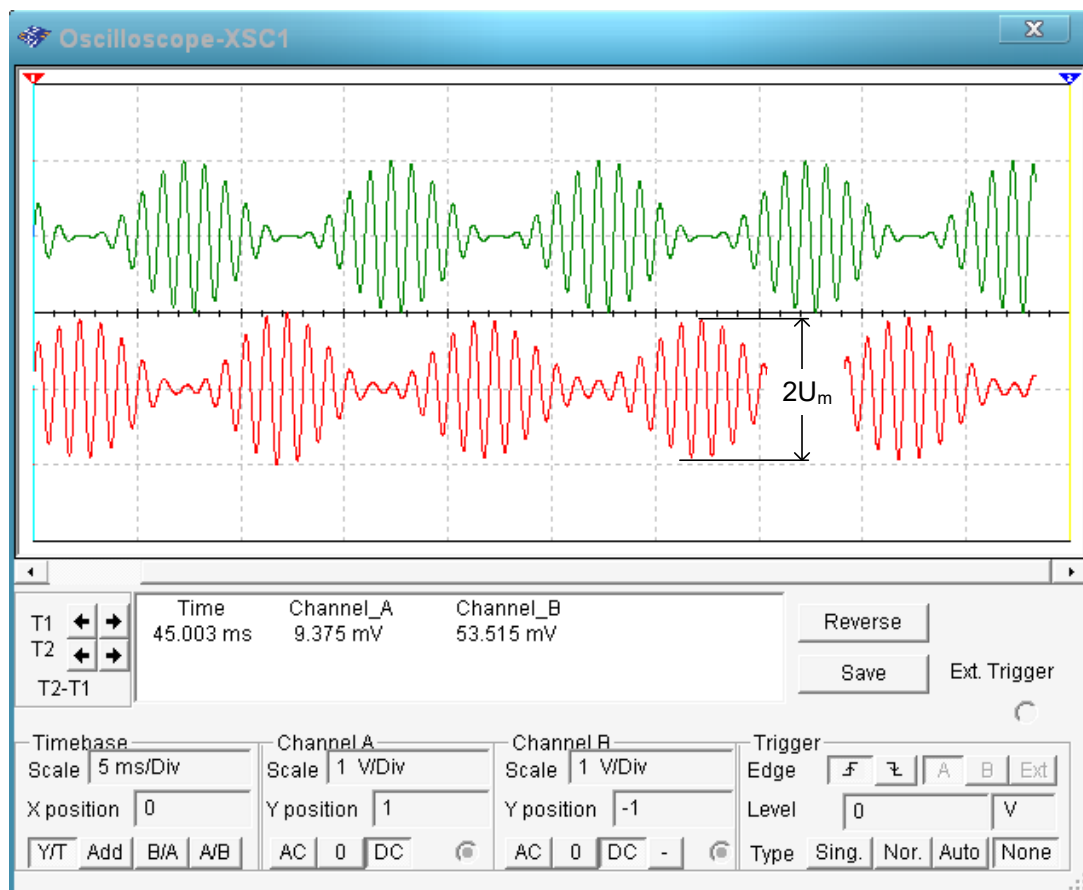 Oscilloscope-XSC1
X
1
2
2Um
Time Channel_A Channel_B
T1 45.003 ms 9.375 mV 53.515 mV
T2
T2-T1
Reverse
Save
Ext. Trigger
Timebase
Scale 5 ms/Div
X position 0
Y/T Add B/A A/B
Channel A
Scale 1 V/Div
Y position 1
AC 0 DC
Channel B
Scale 1 V/Div
Y position -1
AC 0 DC -
Trigger
Edge A B Ext
Level 0 V
Type Sing. Nor. Auto None